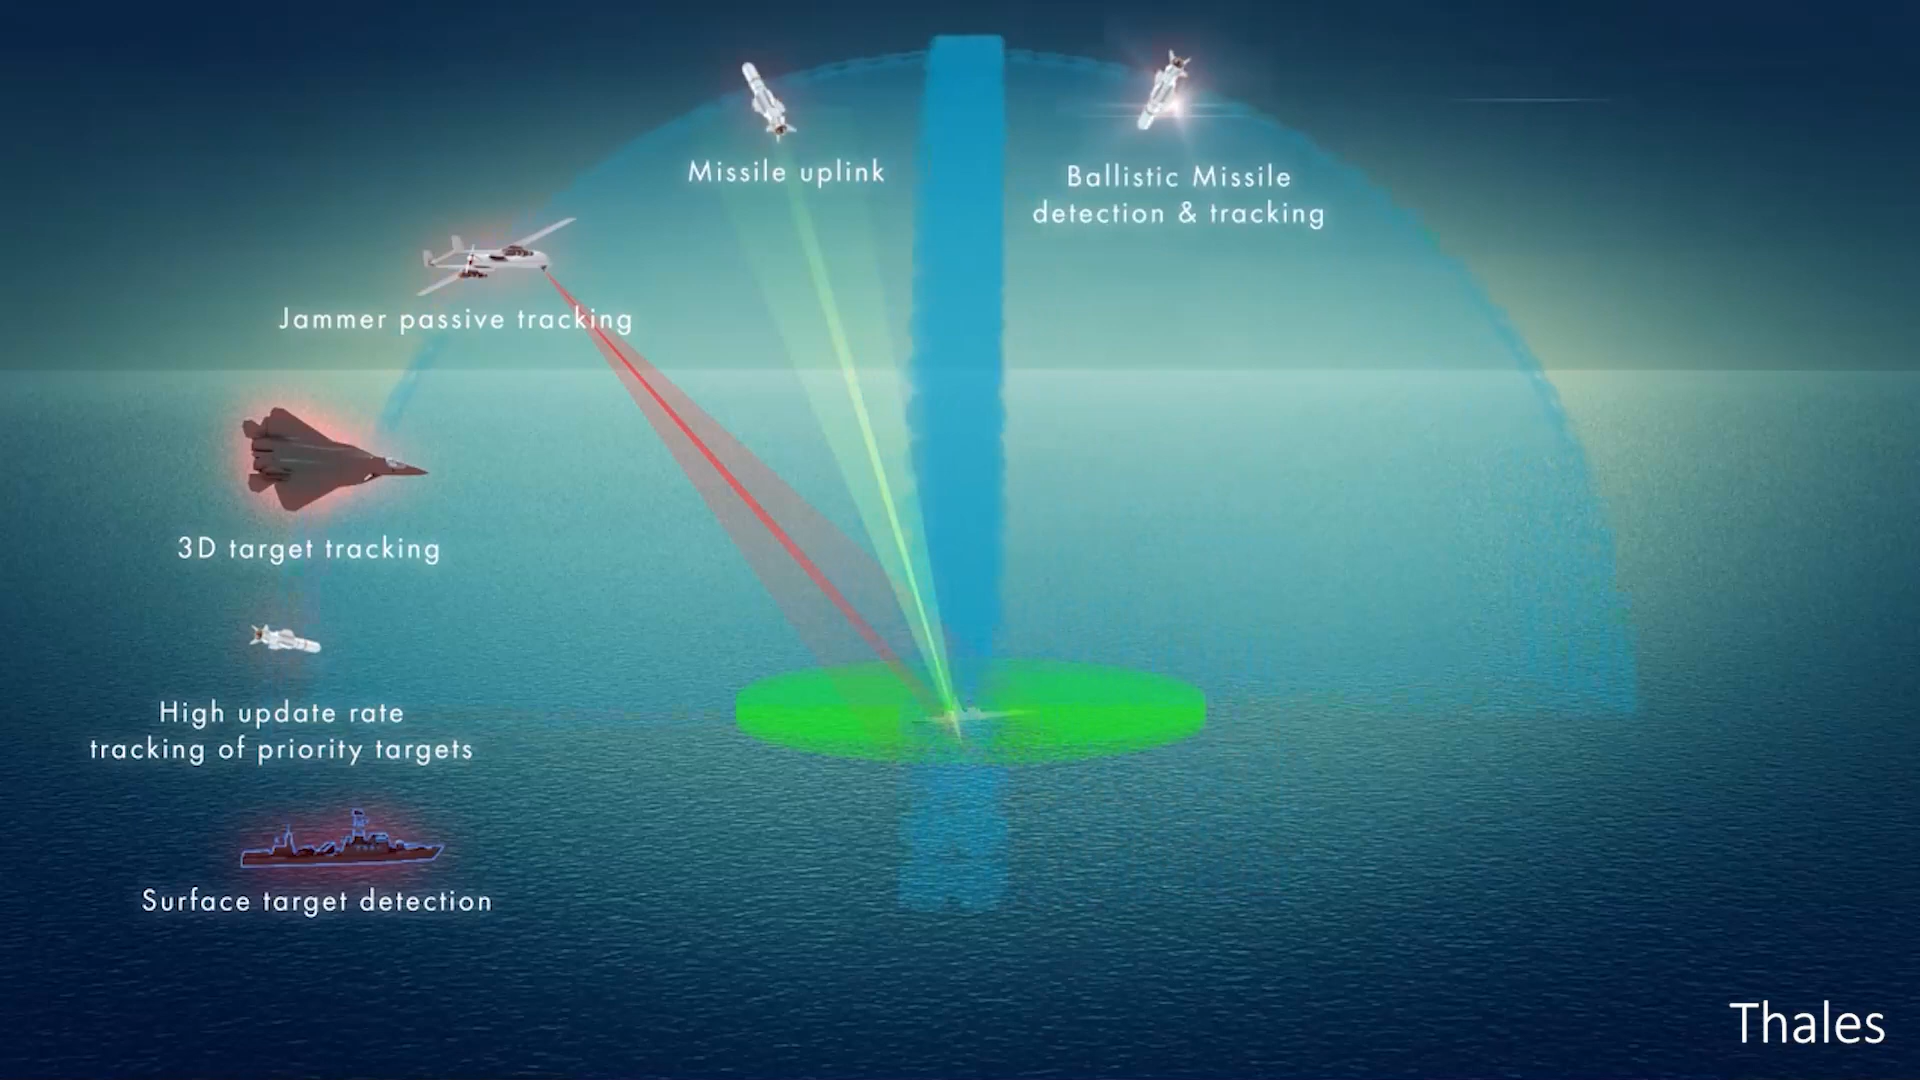 Missile uplink
Ballistic Missile
detection & tracking
Jammer passive tracking
3D target tracking
High update rate
tracking of priority targets
Surface target detection
Thales